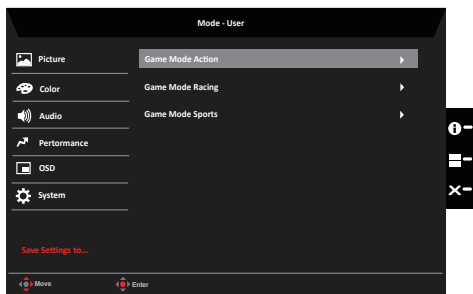 Mode - User
Picture
Game Mode Action
Color
Game Mode Racing
Audio
Game Mode Sports
Pertormance
OSD
System
Save Settings to...
Move
Enter